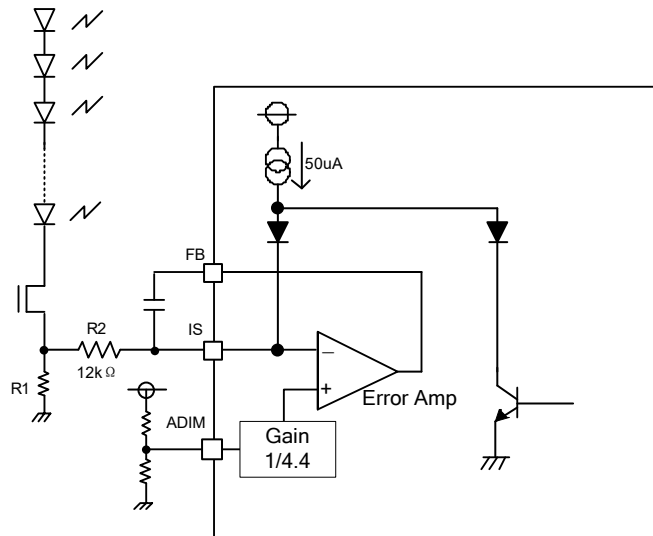 50uA
FB
R2
IS
12kΩ
R1
Error Amp
ADIM
Gain
1/4.4